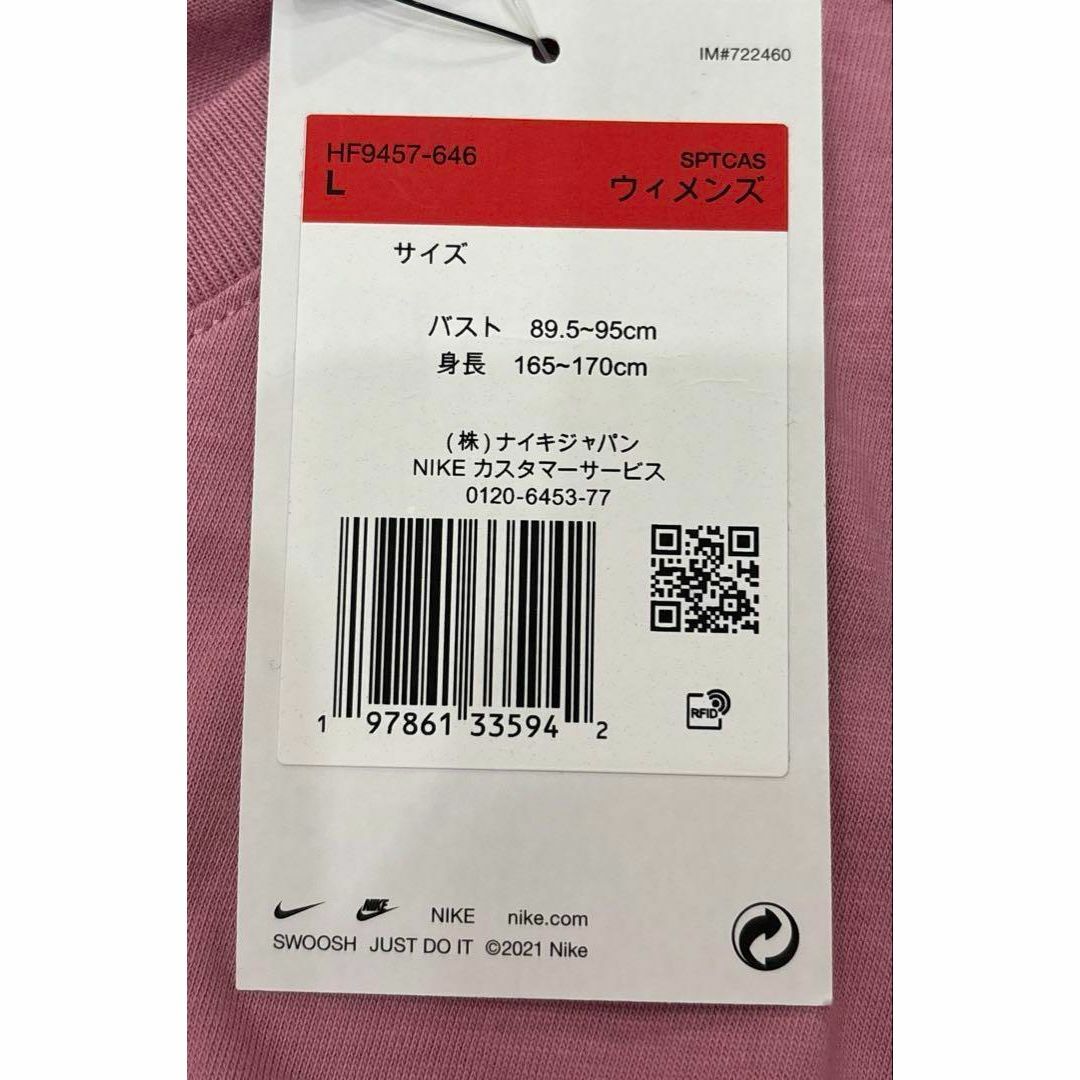 IM#722460
HF9457-646 SPTCAS
L ウィメンズ
サイズ
バスト 89.5~95cm
身長 165~170cm
(株)ナイキジャパン
NIKE カスタマーサービス
0120-6453-77
RFID
1 97861 33594 2
NIKE NIKE nike.com
SWOOSH JUST DO IT ©2021 Nike